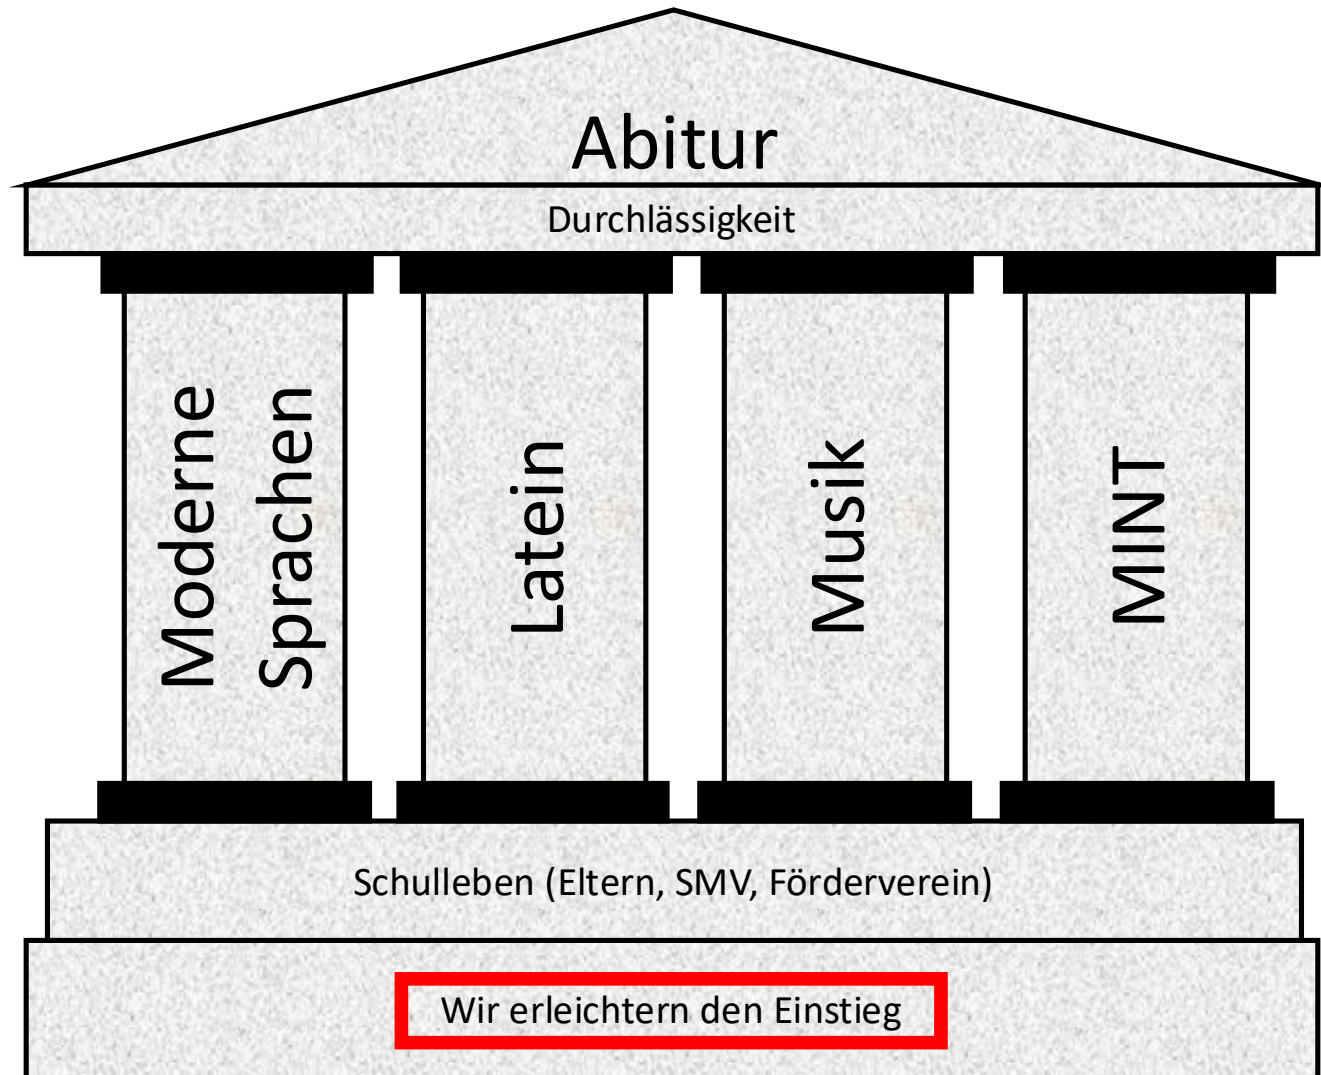 Abitur
Durchlässigkeit
Moderne
Sprachen
Latein
Musik
MINT
Schulleben (Eltern, SMV, Förderverein)
Wir erleichtern den Einstieg